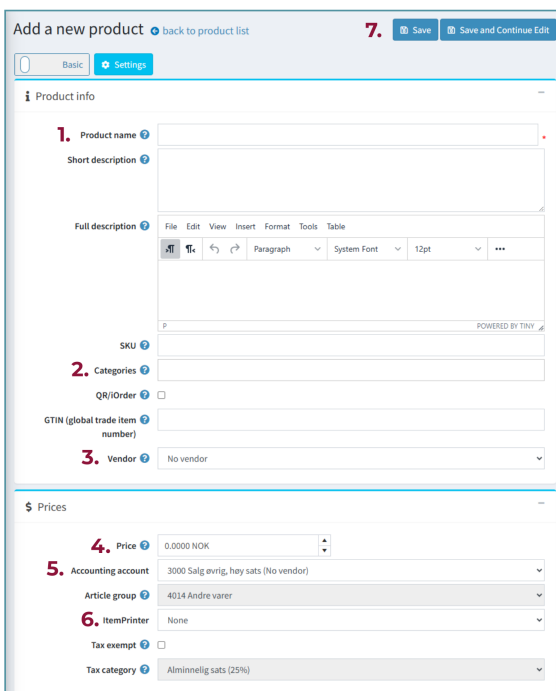 Add a new product back to product list 7. Save Save and Continue Edit
Basic Settings
Product info
1. Product name *
Short description
Full description File Edit View Insert Format Tools Table
Paragraph System Font 12pt
P POWERED BY TINY
SKU
2. Categories
QR/iOrder
GTIN (global trade item
number)
3. Vendor No vendor
$ Prices
4. Price 0.0000 NOK
5. Accounting account 3000 Salg øvrig, høy sats (No vendor)
Article group 4014 Andre varer
6. ItemPrinter None
Tax exempt
Tax category Alminnelig sats (25%)